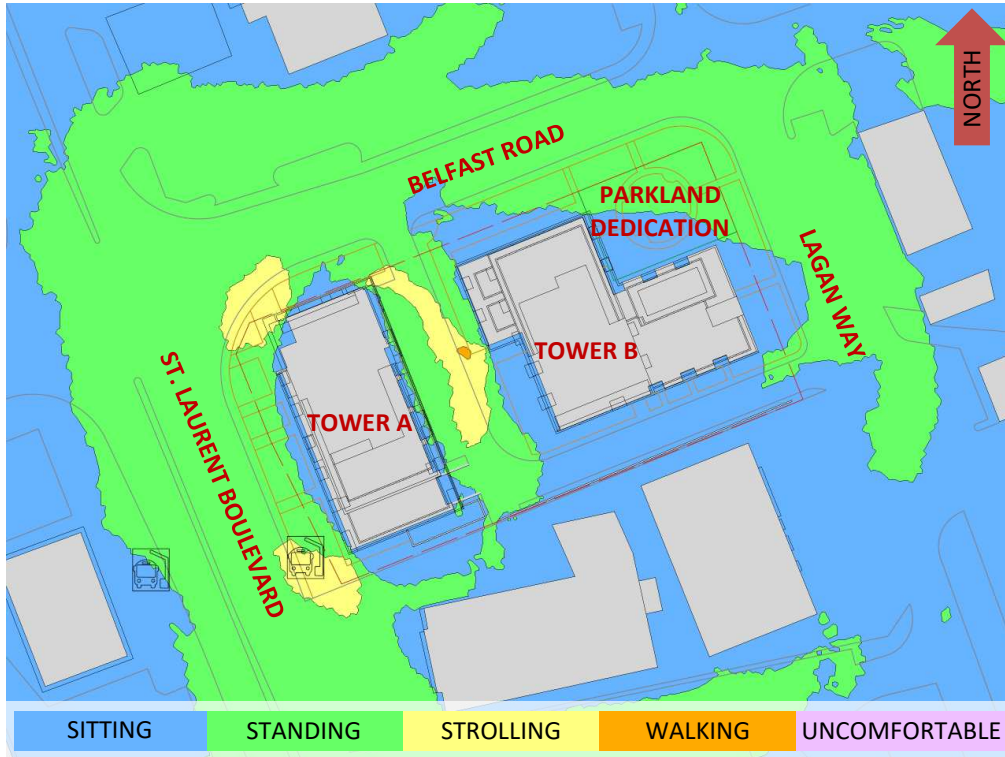 NORTH
BELFAST ROAD
PARKLAND
DEDICATION
LAGAN WAY
TOWER B
TOWER A
ST. LAURENT BOULEVARD
SITTING
STANDING
STROLLING
WALKING
UNCOMFORTABLE